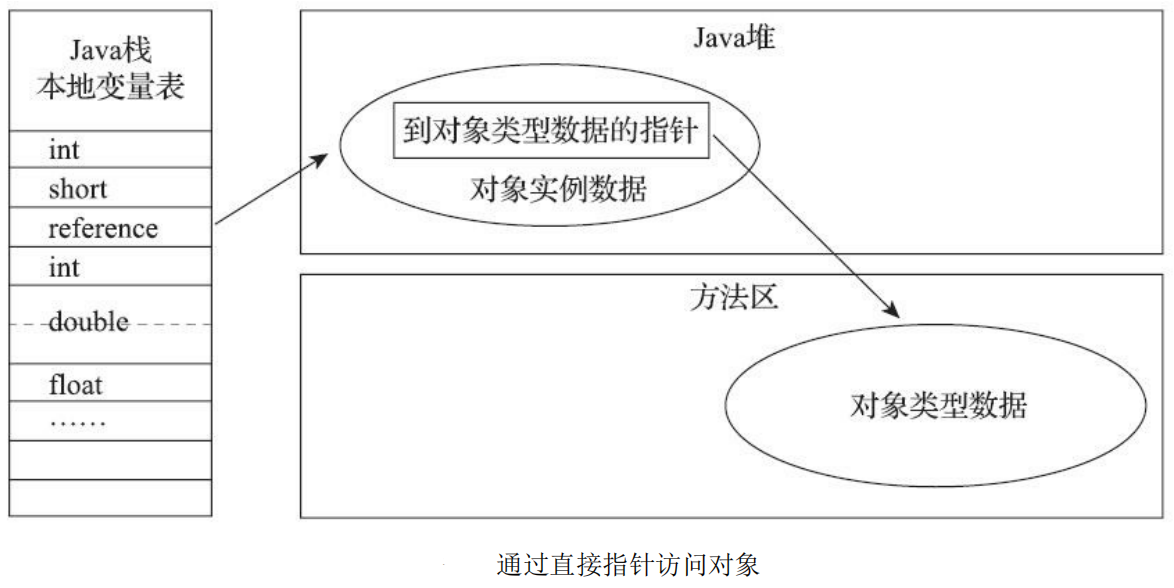 Java栈
本地变量表
int
short
reference
int
double
float
……
Java堆
到对象类型数据的指针
对象实例数据
方法区
对象类型数据
通过直接指针访问对象